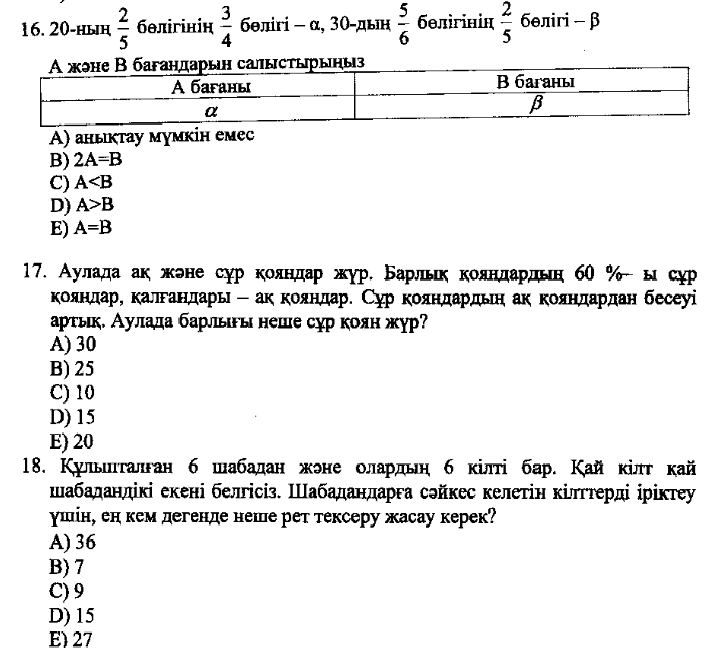 16. 20-ның 2/5 бөлігінің 3/4 бөлігі – α, 30-дың 5/6 бөлігінің 2/5 бөлігі – β
А және В бағандарын салыстырыңыз
А бағаны В бағаны
α β
A) анықтау мүмкін емес
B) 2A=B
C) A<B
D) A>B
E) A=B
17. Аулада ақ және сұр қояндар жүр. Барлық қояндардың 60 %– ы сұр
қояндар, қалғандары – ақ қояндар. Сұр қояндардың ақ қояндардан бесеуі
артық. Аулада барлығы неше сұр қоян жүр?
A) 30
B) 25
C) 10
D) 15
E) 20
18. Құлыпталған 6 шабадан және олардың 6 кілті бар. Қай кілт қай
шабадандікі екені белгісіз. Шабадандарға сәйкес келетін кілттерді іріктеу
үшін, ең кем дегенде неше рет тексеру жасау керек?
A) 36
B) 7
C) 9
D) 15
E) 27